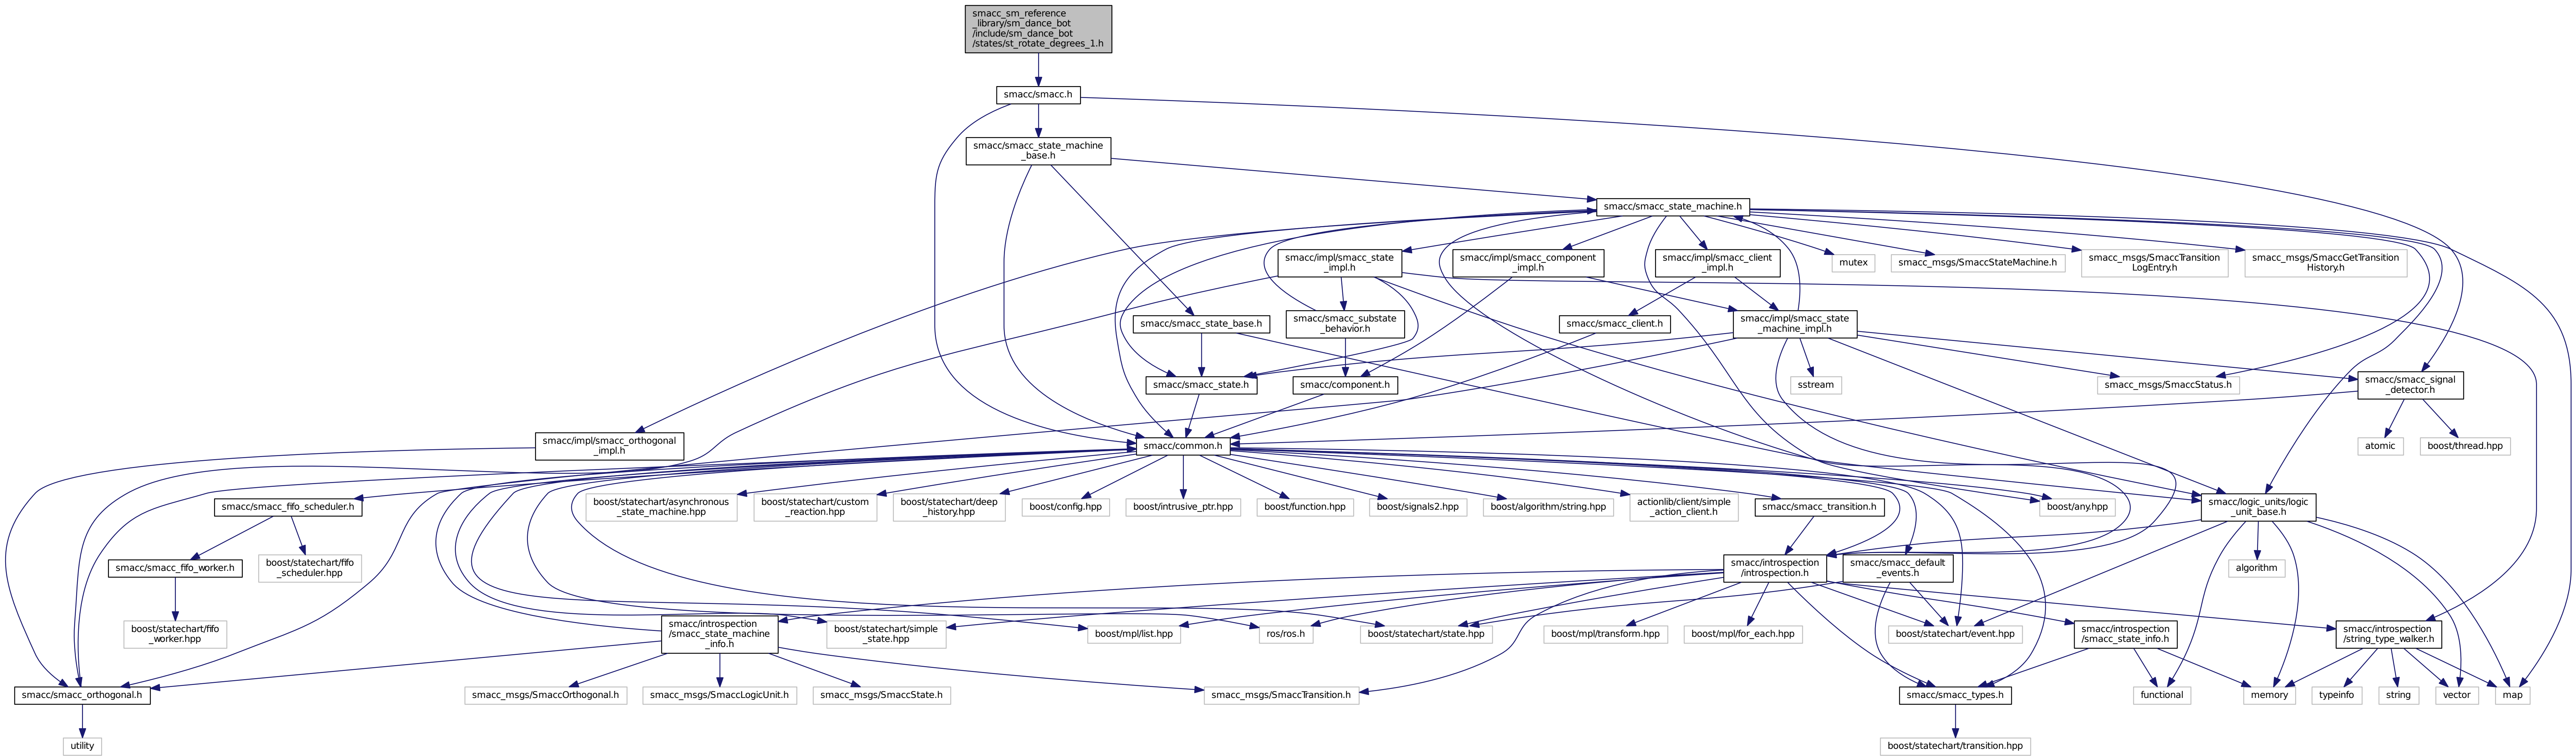 smacc_sm_reference
_library/sm_dance_bot
/include/sm_dance_bot
/states/st_rotate_degrees_1.h
smacc/smacc.h
smacc/smacc_state_machine
_base.h
smacc/smacc_state_machine.h
smacc/impl/smacc_state
_impl.h
smacc/impl/smacc_component
_impl.h
smacc/impl/smacc_client
_impl.h
mutex
smacc_msgs/SmaccStateMachine.h
smacc_msgs/SmaccTransition
LogEntry.h
smacc_msgs/SmaccGetTransition
History.h
smacc/smacc_state_base.h
smacc/smacc_substate
_behavior.h
smacc/smacc_client.h
smacc/impl/smacc_state
_machine_impl.h
smacc/smacc_state.h
smacc/component.h
sstream
smacc_msgs/SmaccStatus.h
smacc/smacc_signal
_detector.h
smacc/impl/smacc_orthogonal
_impl.h
smacc/common.h
atomic
boost/thread.hpp
smacc/smacc_fifo_scheduler.h
boost/statechart/asynchronous
_state_machine.hpp
boost/statechart/custom
_reaction.hpp
boost/statechart/deep
_history.hpp
boost/config.hpp
boost/intrusive_ptr.hpp
boost/function.hpp
boost/signals2.hpp
boost/algorithm/string.hpp
actionlib/client/simple
_action_client.h
smacc/smacc_transition.h
boost/any.hpp
smacc/logic_units/logic
_unit_base.h
smacc/smacc_fifo_worker.h
boost/statechart/fifo
_scheduler.hpp
smacc/introspection
/introspection.h
smacc/smacc_default
_events.h
algorithm
boost/statechart/fifo
_worker.hpp
smacc/introspection
/smacc_state_machine
_info.h
boost/statechart/simple
_state.hpp
boost/mpl/list.hpp
ros/ros.h
boost/statechart/state.hpp
boost/mpl/transform.hpp
boost/mpl/for_each.hpp
boost/statechart/event.hpp
smacc/introspection
/smacc_state_info.h
smacc/introspection
/string_type_walker.h
smacc/smacc_orthogonal.h
smacc_msgs/SmaccOrthogonal.h
smacc_msgs/SmaccLogicUnit.h
smacc_msgs/SmaccState.h
smacc_msgs/SmaccTransition.h
smacc/smacc_types.h
functional
memory
typeinfo
string
vector
map
utility
boost/statechart/transition.hpp